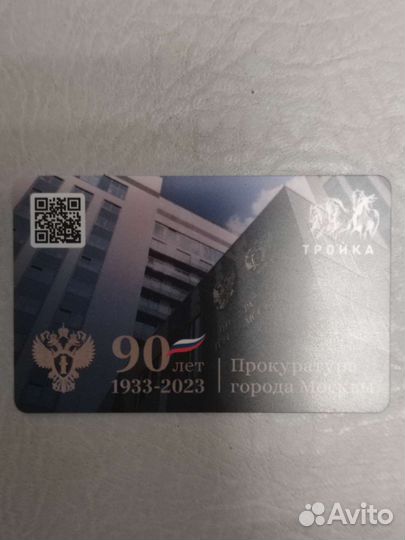 ТРОЙКА
90 лет
1933-2023
Прокуратура
города Москвы
Avito